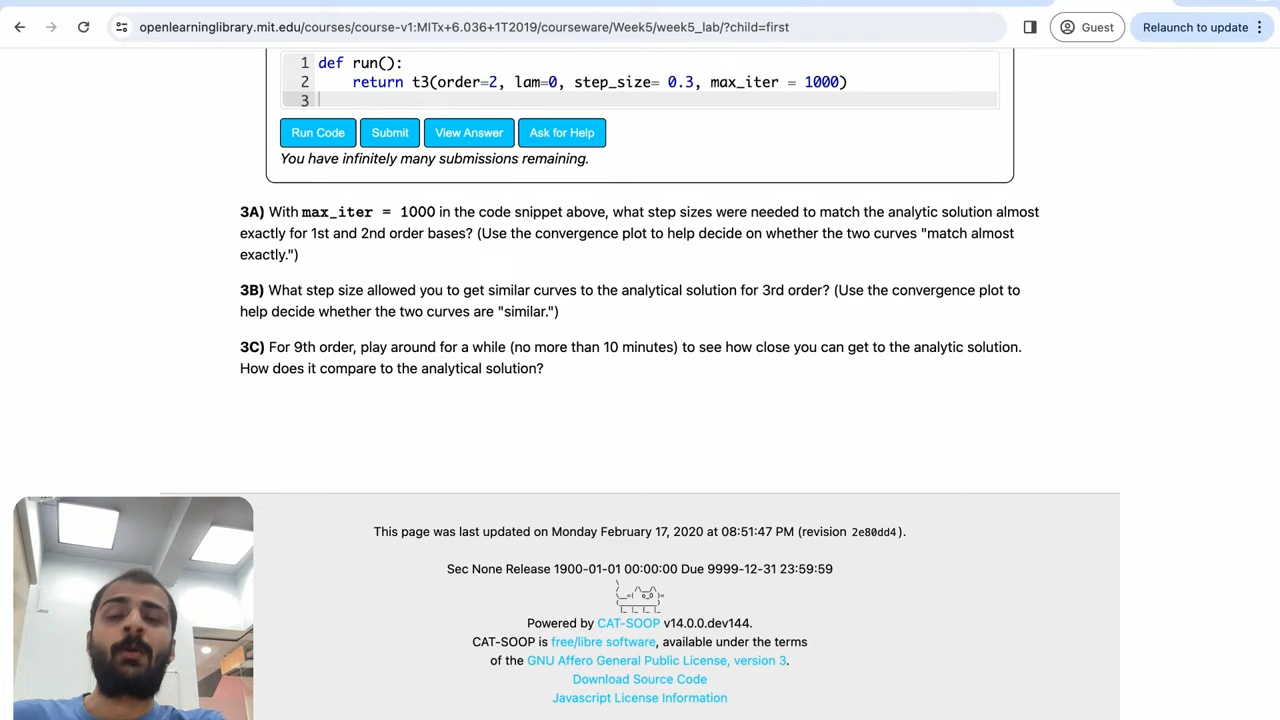 openlearninglibrary.mit.edu/courses/course-v1:MITx+6.036+1T2019/courseware/Week5/week5_lab/?child=first
Guest
Relaunch to update
1 def run():
2 return t3(order=2, lam=0, step_size= 0.3, max_iter = 1000)
3
Run Code
Submit
View Answer
Ask for Help
You have infinitely many submissions remaining.
3A) With max_iter = 1000 in the code snippet above, what step sizes were needed to match the analytic solution almost
exactly for 1st and 2nd order bases? (Use the convergence plot to help decide on whether the two curves "match almost
exactly.")
3B) What step size allowed you to get similar curves to the analytical solution for 3rd order? (Use the convergence plot to
help decide whether the two curves are "similar.")
3C) For 9th order, play around for a while (no more than 10 minutes) to see how close you can get to the analytic solution.
How does it compare to the analytical solution?
This page was last updated on Monday February 17, 2020 at 08:51:47 PM (revision 2e80dd4).
Sec None Release 1900-01-01 00:00:00 Due 9999-12-31 23:59:59
Powered by CAT-SOOP v14.0.0.dev144.
CAT-SOOP is free/libre software, available under the terms
of the GNU Affero General Public License, version 3.
Download Source Code
Javascript License Information